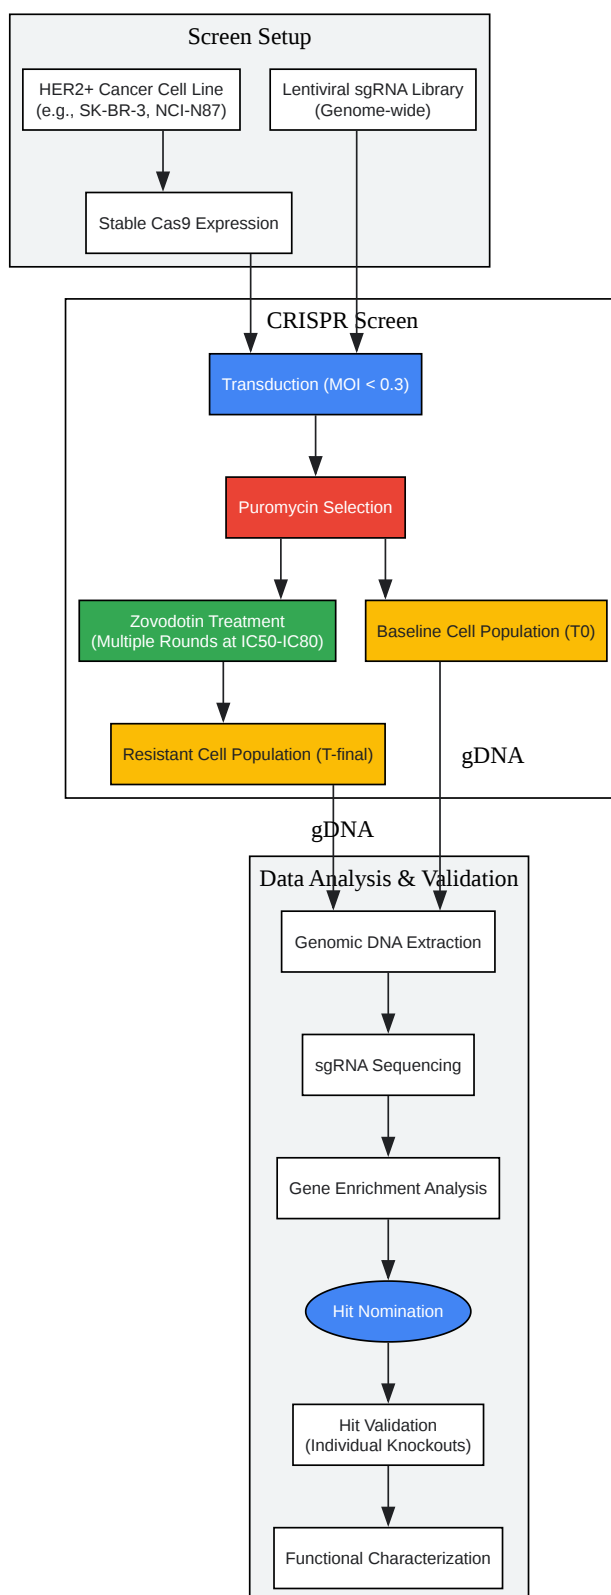 Screen Setup
HER2+ Cancer Cell Line
(e.g., SK-BR-3, NCI-N87)
Lentiviral sgRNA Library
(Genome-wide)
Stable Cas9 Expression
CRISPR Screen
Transduction (MOI < 0.3)
Puromycin Selection
Zovodotin Treatment
(Multiple Rounds at IC50-IC80)
Baseline Cell Population (T0)
Resistant Cell Population (T-final)
gDNA
gDNA
Data Analysis & Validation
Genomic DNA Extraction
sgRNA Sequencing
Gene Enrichment Analysis
Hit Nomination
Hit Validation
(Individual Knockouts)
Functional Characterization